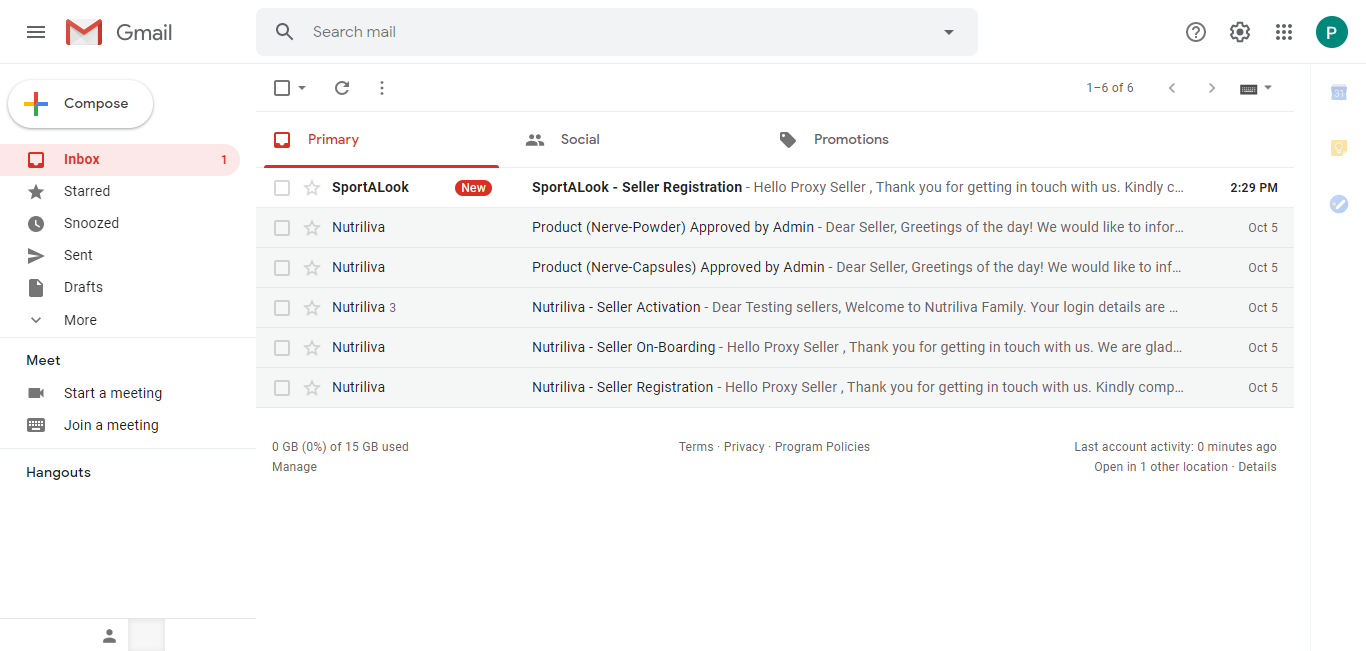 Gmail
Search mail
P
Compose
1–6 of 6
31
Primary
Social
Promotions
Inbox 1
Starred
Snoozed
Sent
Drafts
More
SportALook New SportALook - Seller Registration - Hello Proxy Seller , Thank you for getting in touch with us. Kindly c... 2:29 PM
Nutriliva Product (Nerve-Powder) Approved by Admin - Dear Seller, Greetings of the day! We would like to infor... Oct 5
Nutriliva Product (Nerve-Capsules) Approved by Admin - Dear Seller, Greetings of the day! We would like to inf... Oct 5
Nutriliva 3 Nutriliva - Seller Activation - Dear Testing sellers, Welcome to Nutriliva Family. Your login details are ... Oct 5
Nutriliva Nutriliva - Seller On-Boarding - Hello Proxy Seller , Thank you for getting in touch with us. We are glad... Oct 5
Nutriliva Nutriliva - Seller Registration - Hello Proxy Seller , Thank you for getting in touch with us. Kindly comp... Oct 5
Meet
Start a meeting
Join a meeting
Hangouts
0 GB (0%) of 15 GB used
Manage
Terms · Privacy · Program Policies
Last account activity: 0 minutes ago
Open in 1 other location · Details